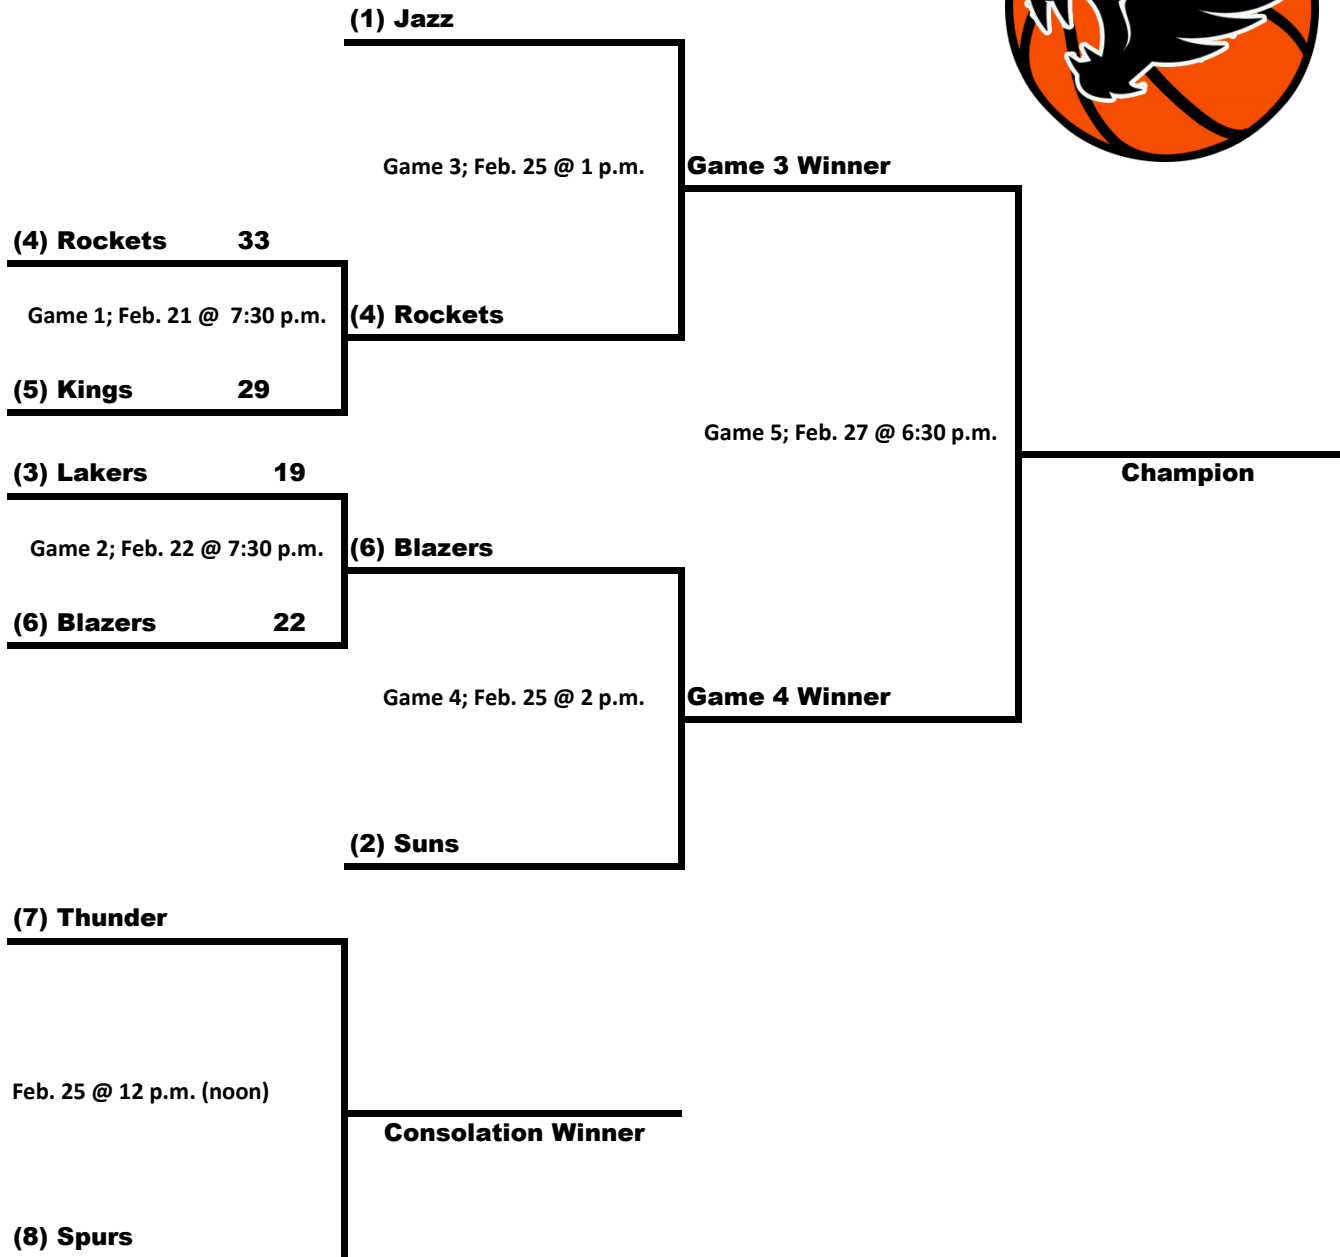 (1) Jazz
Game 3; Feb. 25 @ 1 p.m.
Game 3 Winner
(4) Rockets 33
Game 1; Feb. 21 @  7:30 p.m.
(4) Rockets
(5) Kings 29
Game 5; Feb. 27 @ 6:30 p.m.
(3) Lakers 19
Champion
Game 2; Feb. 22 @ 7:30 p.m.
(6) Blazers
(6) Blazers 22
Game 4; Feb. 25 @ 2 p.m.
Game 4 Winner
(2) Suns
(7) Thunder
Feb. 25 @ 12 p.m. (noon)
Consolation Winner
(8) Spurs